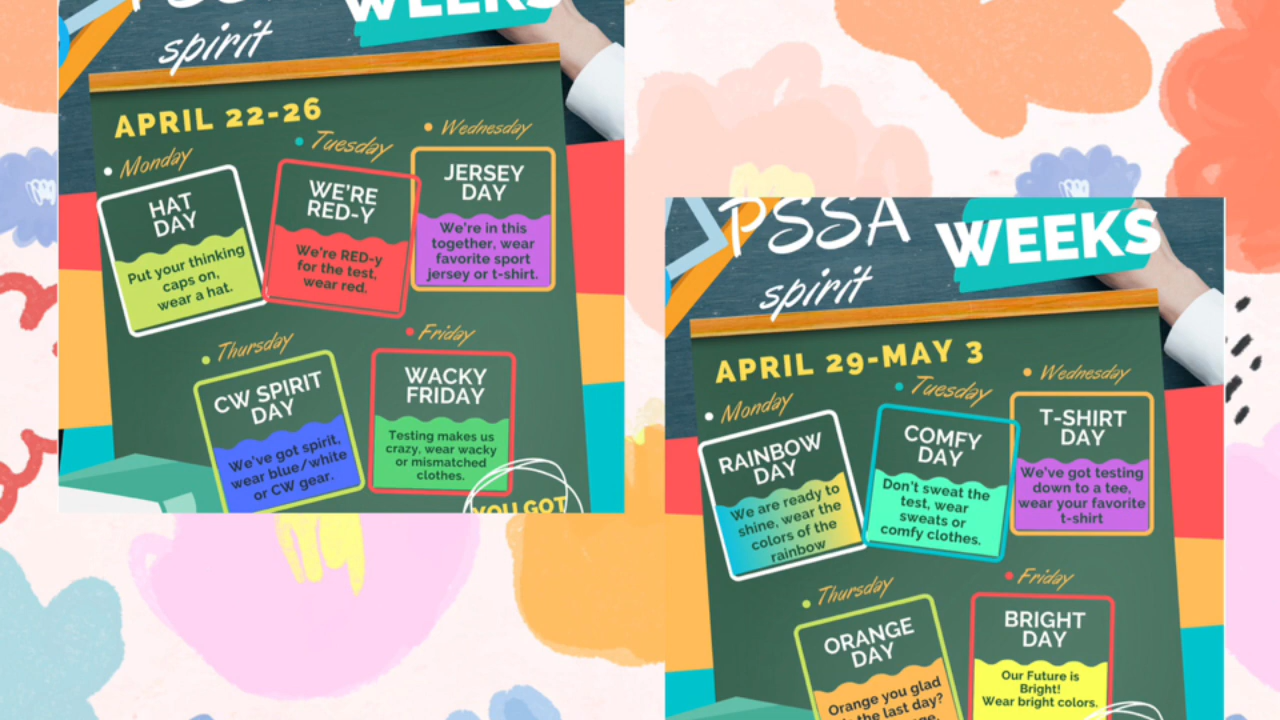 WEEKS
spirit
APRIL 22-26
Monday
HAT
DAY
Put your thinking
caps on,
wear a hat.
Tuesday
WE'RE
RED-Y
We're RED-y
for the test,
wear red.
Wednesday
JERSEY
DAY
We're in this
together, wear
favorite sport
jersey or t-shirt.
Thursday
CW SPIRIT
DAY
We've got spirit,
wear blue/white
or CW gear.
Friday
WACKY
FRIDAY
Testing makes us
crazy, wear wacky
or mismatched
clothes.
YOU GOT
PSSA WEEKS
spirit
APRIL 29-MAY 3
Monday
RAINBOW
DAY
We are ready to
shine, wear the
colors of the
rainbow
Tuesday
COMFY
DAY
Don't sweat the
test, wear
sweats or
comfy clothes.
Wednesday
T-SHIRT
DAY
We've got testing
down to a tee,
wear your favorite
t-shirt
Thursday
ORANGE
DAY
Orange you glad
the last day?
Friday
BRIGHT
DAY
Our Future is
Bright!
Wear bright colors.